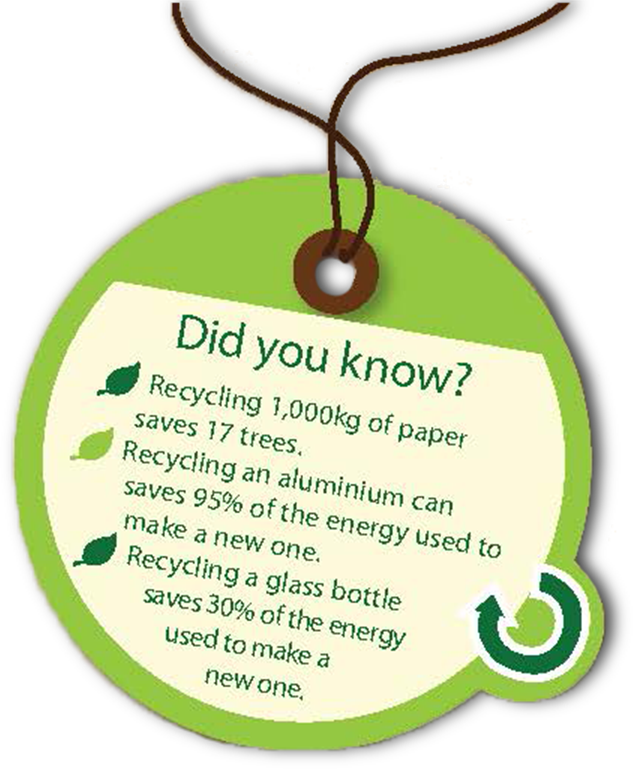 Did you know?
Recycling 1,000kg of paper
saves 17 trees.
Recycling an aluminium can
saves 95% of the energy used to
make a new one.
Recycling a glass bottle
saves 30% of the energy
used to make a
new one.